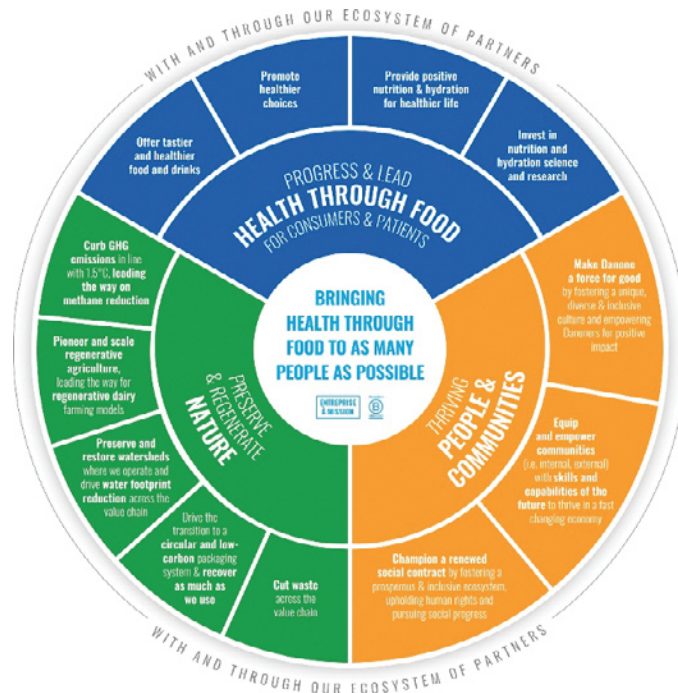 WITH AND THROUGH OUR ECOSYSTEM OF PARTNERS
Offer tastier
and healthier
food and drinks
Promote
healthier
choices
Provide positive
nutrition & hydration
for healthier life
Invest in
nutrition and
hydration science
and research
PROGRESS & LEAD
HEALTH THROUGH FOOD
FOR CONSUMERS & PATIENTS
BRINGING
HEALTH THROUGH
FOOD TO AS MANY
PEOPLE AS POSSIBLE
ENTREPRISE
À MISSION
B
Make Danone
a force for good
by fostering a unique,
diverse & inclusive
culture and empowering
Danoners for positive
impact
Equip
and empower
communities
(i.e. internal, external)
with skills and
capabilities of the
future to thrive in a fast
changing economy
Champion a renewed
social contract by fostering a
prosperous & inclusive ecosystem,
upholding human rights and
pursuing social progress
THRIVING
PEOPLE &
COMMUNITIES
PRESERVE
& REGENERATE
NATURE
Curb GHG
emissions in line
with 1.5°C, leading
the way on
methane reduction
Pioneer and scale
regenerative
agriculture,
leading the way for
regenerative dairy
farming models
Preserve and
restore watersheds
where we operate and
drive water footprint
reduction across the
value chain
Drive the
transition to a
circular and low-
carbon packaging
system & recover
as much as
we use
Cut waste
across the
value chain
WITH AND THROUGH OUR ECOSYSTEM OF PARTNERS